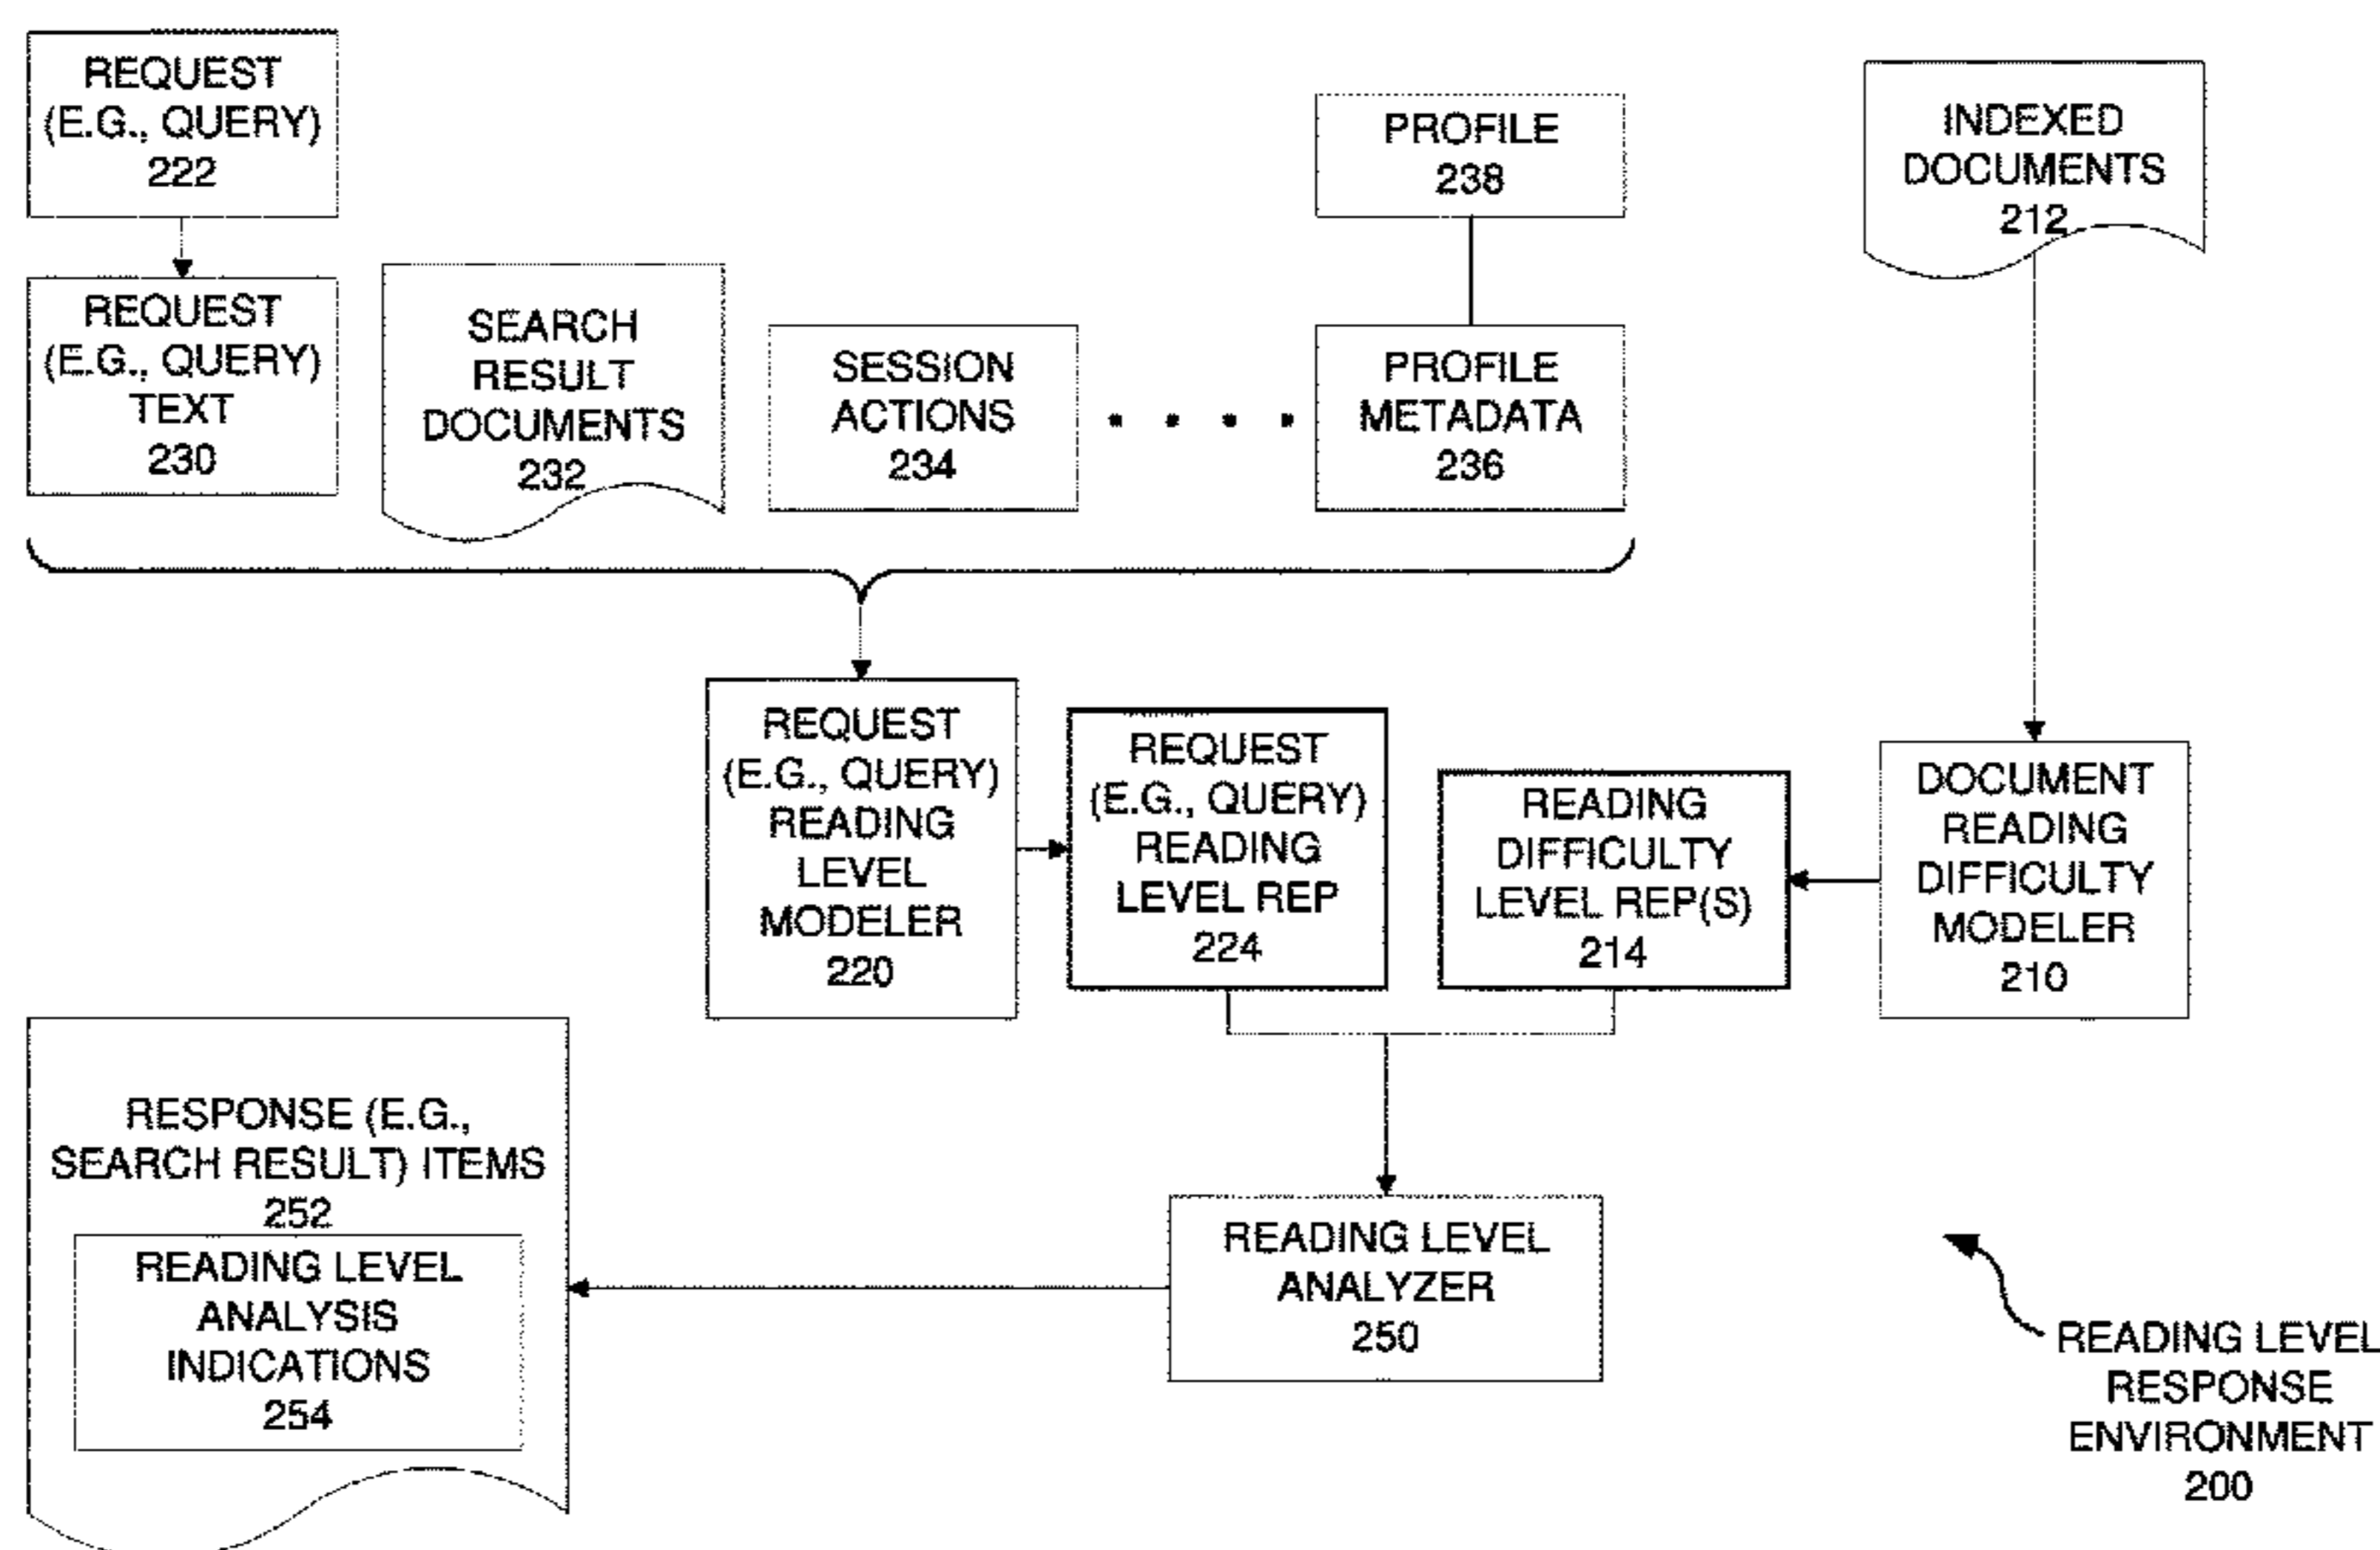 REQUEST
(E.G., QUERY)
222
PROFILE
238
INDEXED
DOCUMENTS
212
REQUEST
(E.G., QUERY)
TEXT
230
SEARCH
RESULT
DOCUMENTS
232
SESSION
ACTIONS
234
PROFILE
METADATA
236
REQUEST
(E.G., QUERY)
READING
LEVEL
MODELER
220
REQUEST
(E.G., QUERY)
READING
LEVEL REP
224
READING
DIFFICULTY
LEVEL REP(S)
214
DOCUMENT
READING
DIFFICULTY
MODELER
210
RESPONSE (E.G.,
SEARCH RESULT) ITEMS
252
READING LEVEL
ANALYSIS
INDICATIONS
254
READING LEVEL
ANALYZER
250
READING LEVEL
RESPONSE
ENVIRONMENT
200